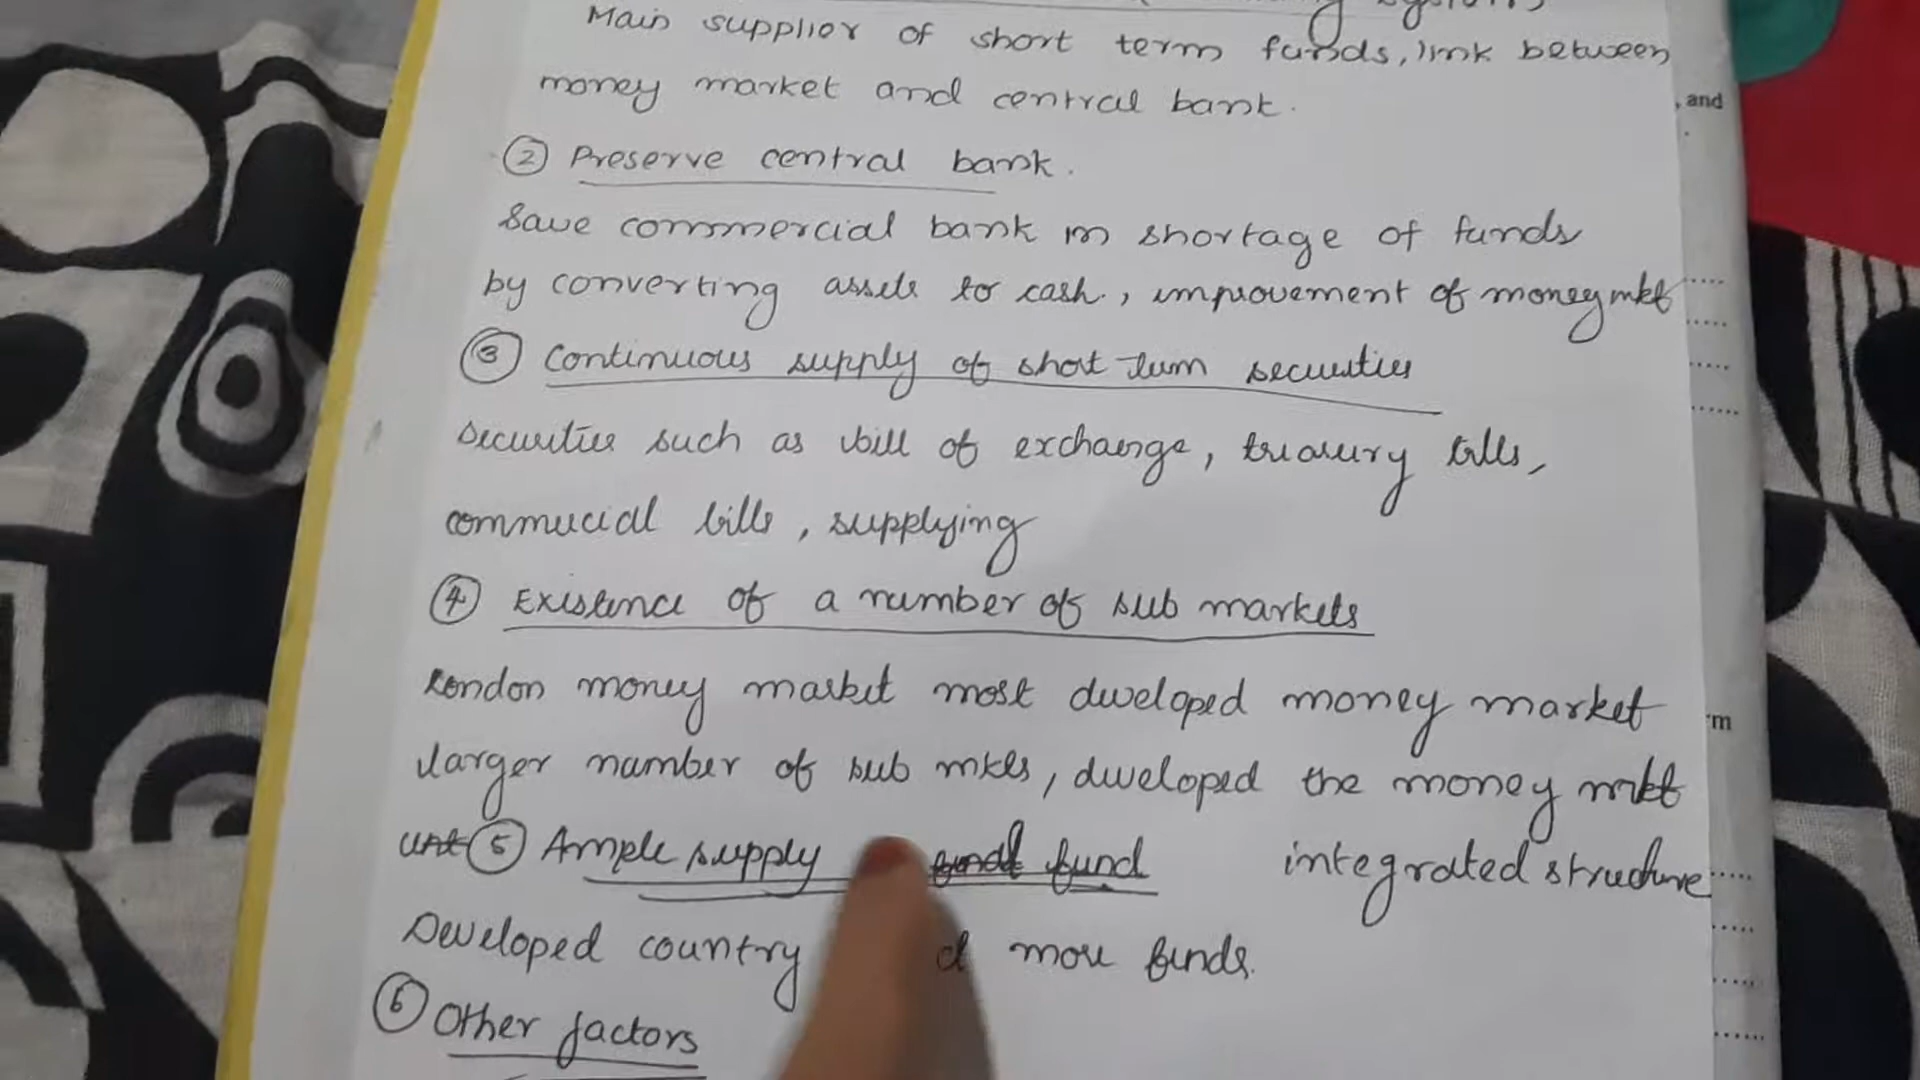 Main supplier of short term funds, link between
money market and central bank.
, and
② Preserve central bank.
Save commercial bank in shortage of funds
by converting assets to cash., improvement of money mkt
③ Continuous supply of short term securities
Securities such as bill of exchange, treasury bills,
commercial bills, supplying
④ Existence of a number of sub markets
London money market most developed money market
m
larger number of sub mkts, developed the money mkt
⑤ Ample supply fund integrated structure
Developed country more funds.
⑥ Other factors